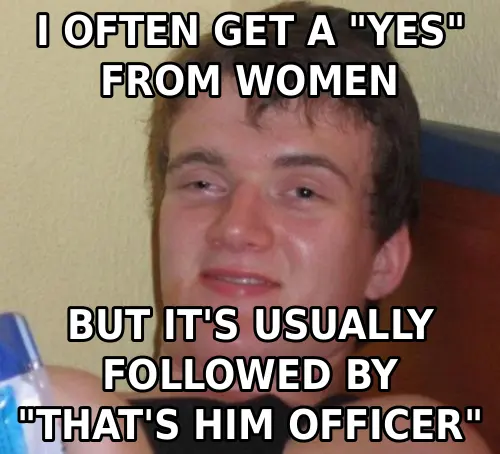 I OFTEN GET A "YES"
FROM WOMEN
BUT IT'S USUALLY
FOLLOWED BY
"THAT'S HIM OFFICER"